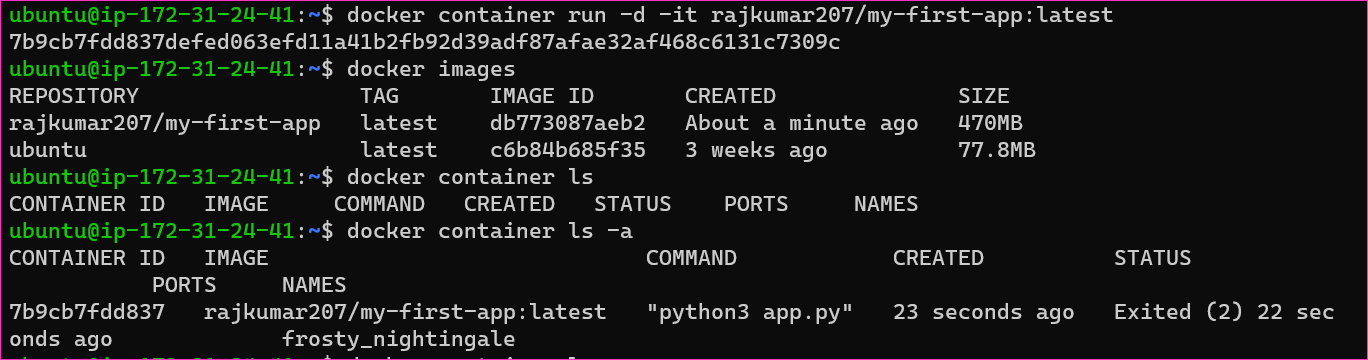 ubuntu@ip-172-31-24-41:~$ docker container run -d -it rajkumar207/my-first-app:latest
7b9cb7fdd837defed063efd11a41b2fb92d39adf87afae32af468c6131c7309c
ubuntu@ip-172-31-24-41:~$ docker images
REPOSITORY TAG IMAGE ID CREATED SIZE
rajkumar207/my-first-app latest db773087aeb2 About a minute ago 470MB
ubuntu latest c6b84b685f35 3 weeks ago 77.8MB
ubuntu@ip-172-31-24-41:~$ docker container ls
CONTAINER ID IMAGE COMMAND CREATED STATUS PORTS NAMES
ubuntu@ip-172-31-24-41:~$ docker container ls -a
CONTAINER ID IMAGE COMMAND CREATED STATUS
PORTS NAMES
7b9cb7fdd837 rajkumar207/my-first-app:latest "python3 app.py" 23 seconds ago Exited (2) 22 sec
onds ago frosty_nightingale